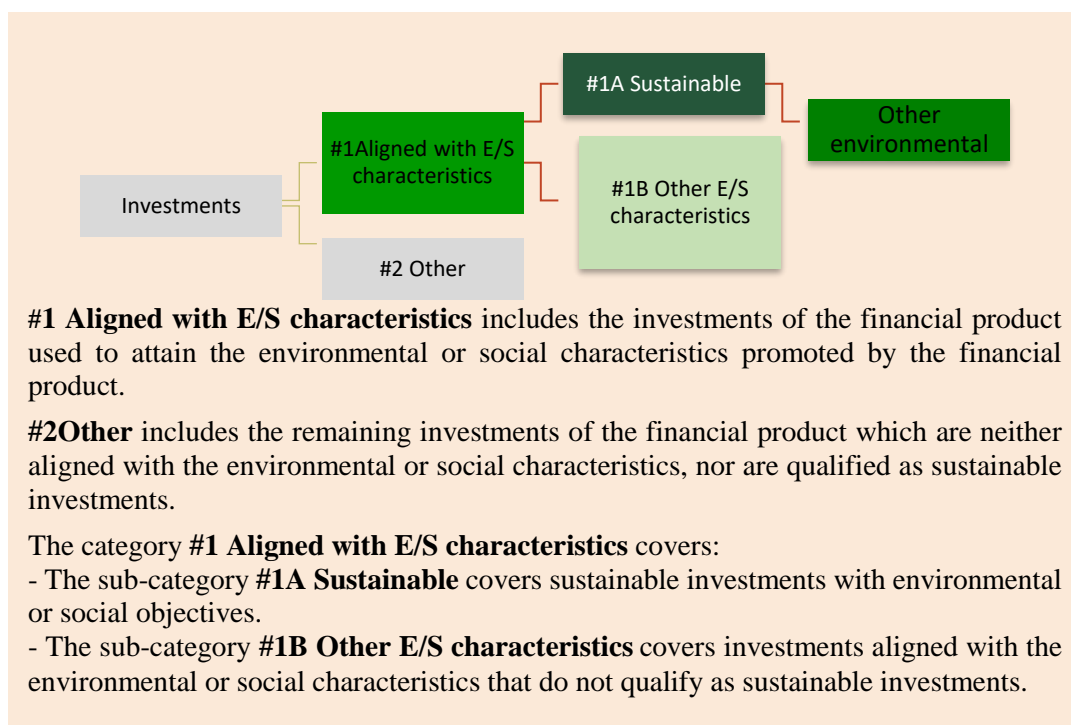 #1A Sustainable
Other
environmental
#1Aligned with E/S
characteristics
#1B Other E/S
characteristics
Investments
#2 Other
#1 Aligned with E/S characteristics includes the investments of the financial product
used to attain the environmental or social characteristics promoted by the financial
product.
#2Other includes the remaining investments of the financial product which are neither
aligned with the environmental or social characteristics, nor are qualified as sustainable
investments.
The category #1 Aligned with E/S characteristics covers:
- The sub-category #1A Sustainable covers sustainable investments with environmental
or social objectives.
- The sub-category #1B Other E/S characteristics covers investments aligned with the
environmental or social characteristics that do not qualify as sustainable investments.